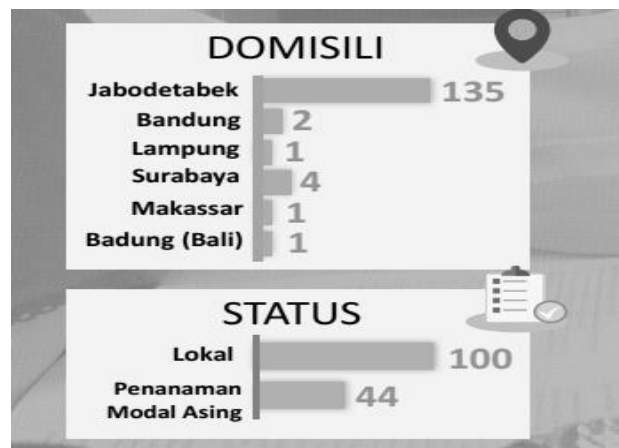 DOMISILI
Jabodetabek 135
Bandung 2
Lampung 1
Surabaya 4
Makassar 1
Badung (Bali) 1
STATUS
Lokal 100
Penanaman
Modal Asing 44